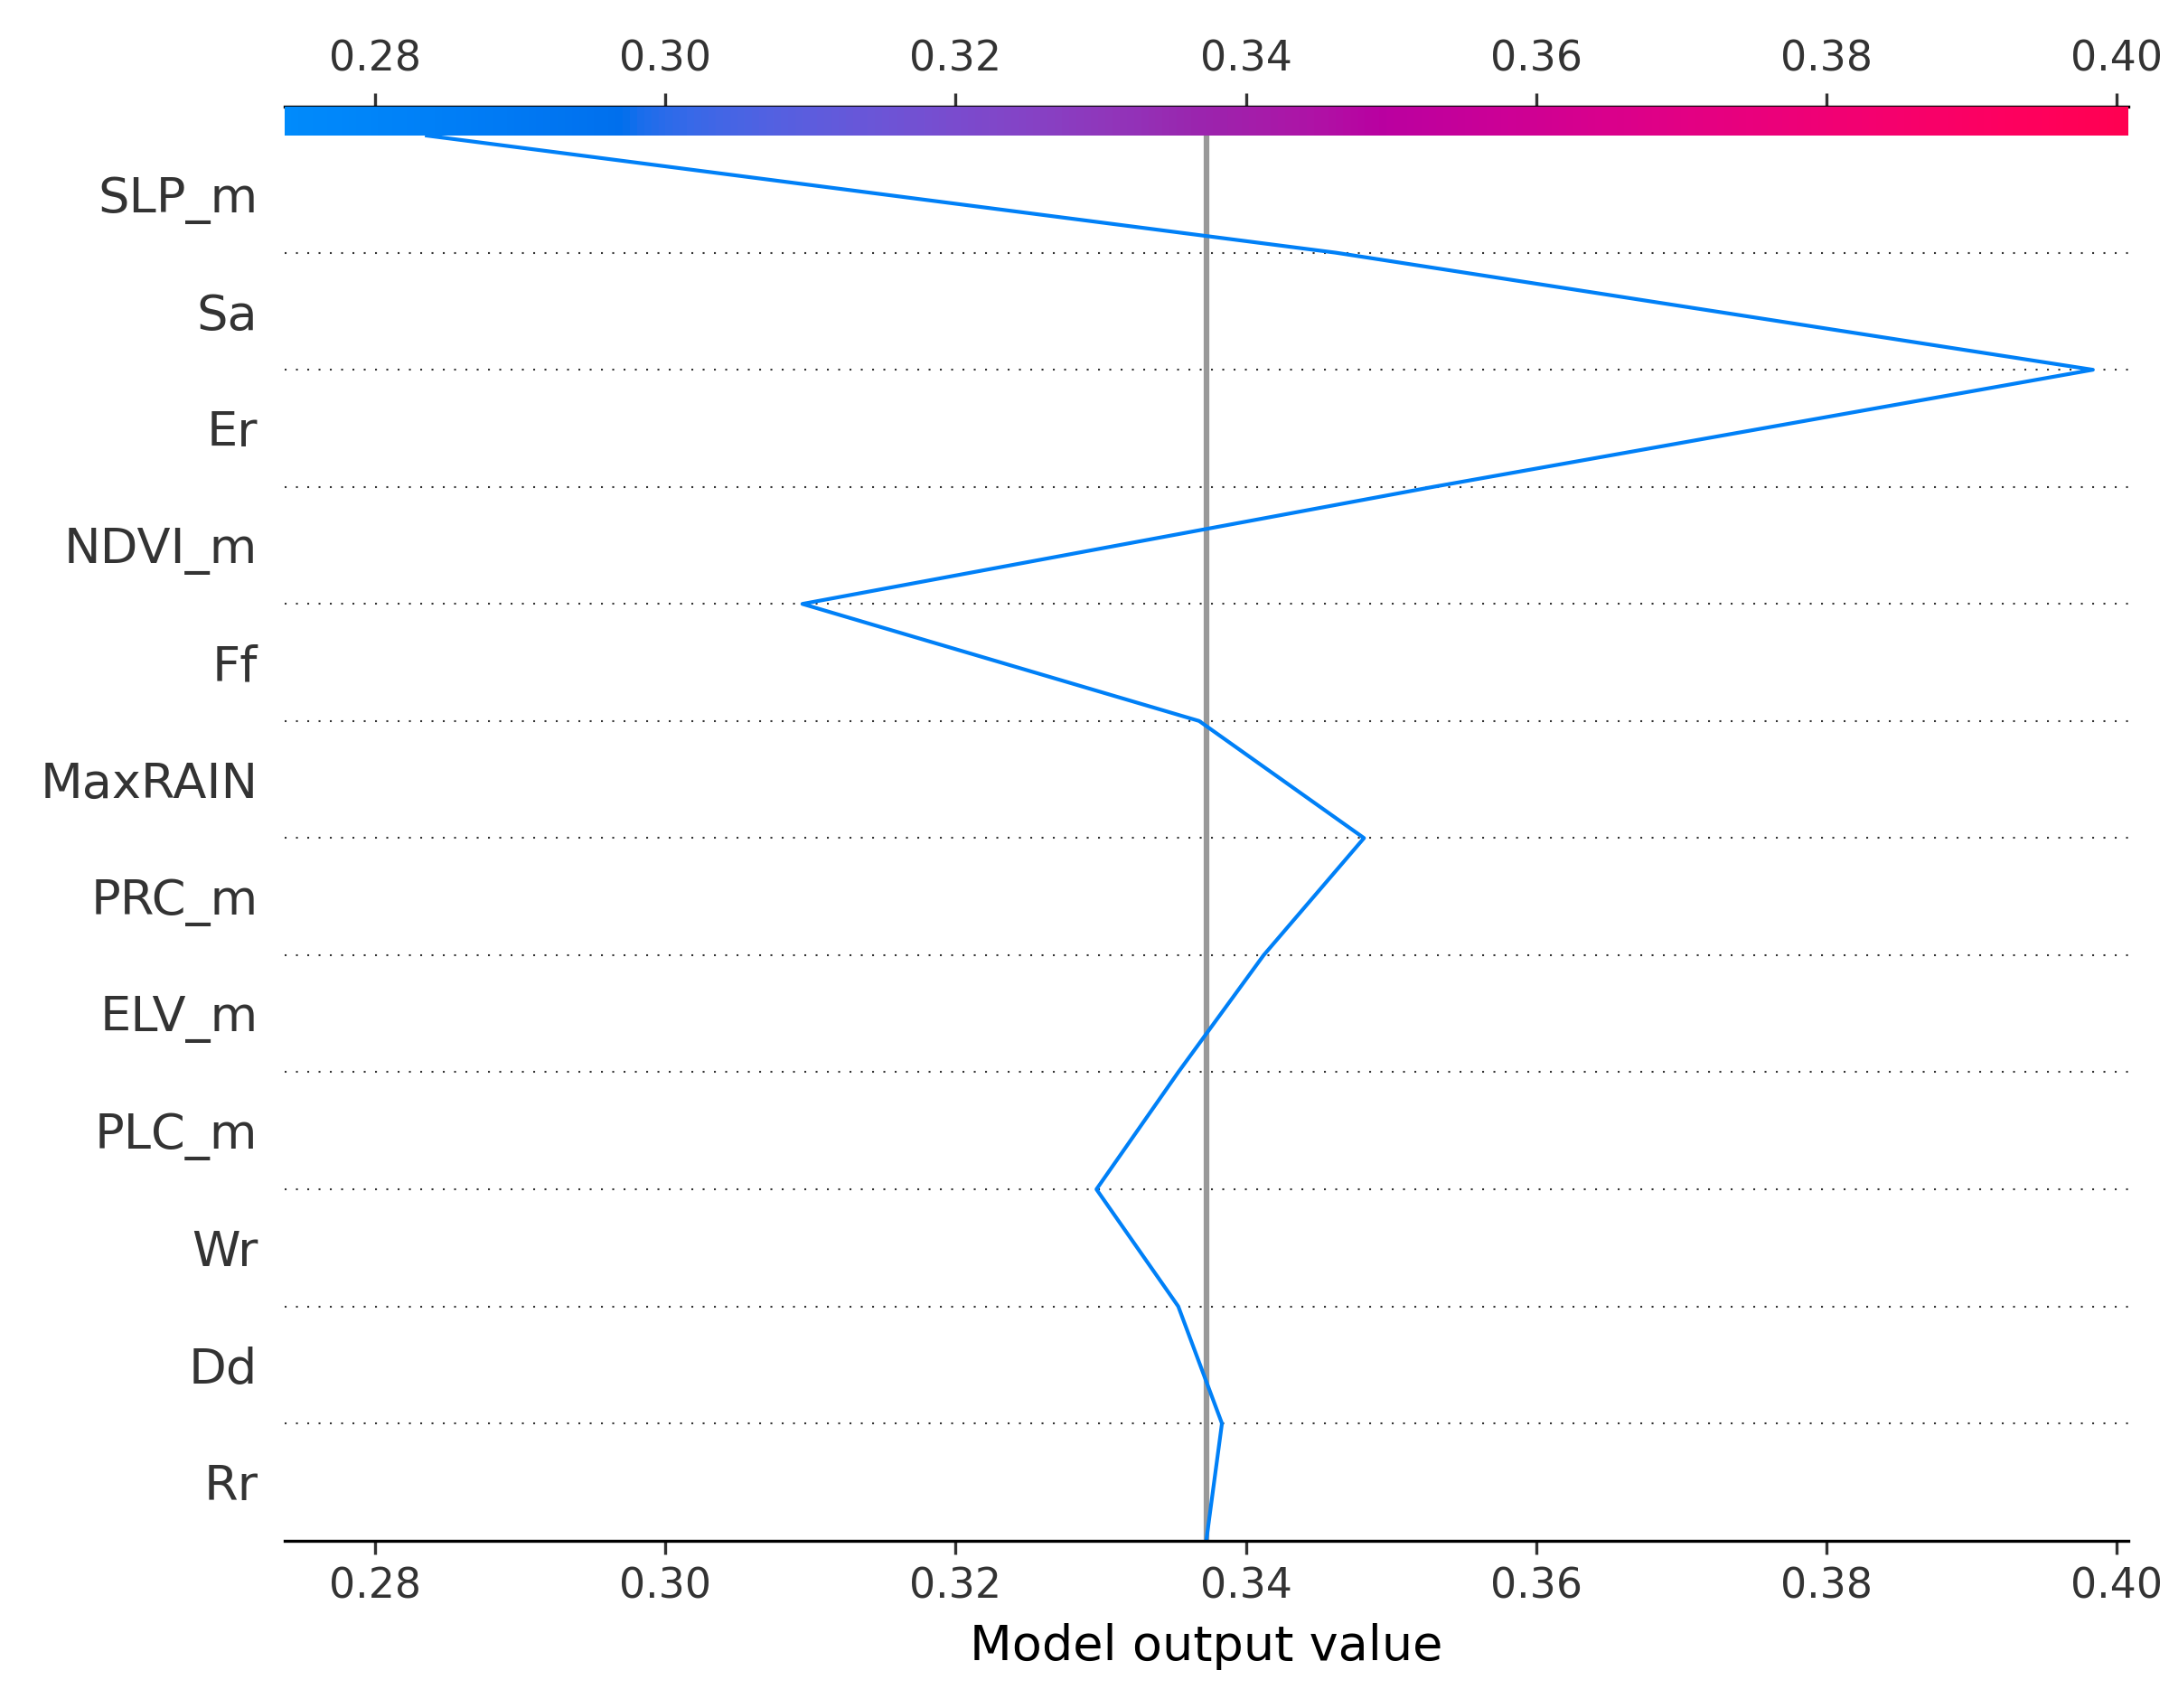 0.28 0.30 0.32 0.34 0.36 0.38 0.40
SLP_m
Sa
Er
NDVI_m
Ff
MaxRAIN
PRC_m
ELV_m
PLC_m
Wr
Dd
Rr
0.28 0.30 0.32 0.34 0.36 0.38 0.40
Model output value